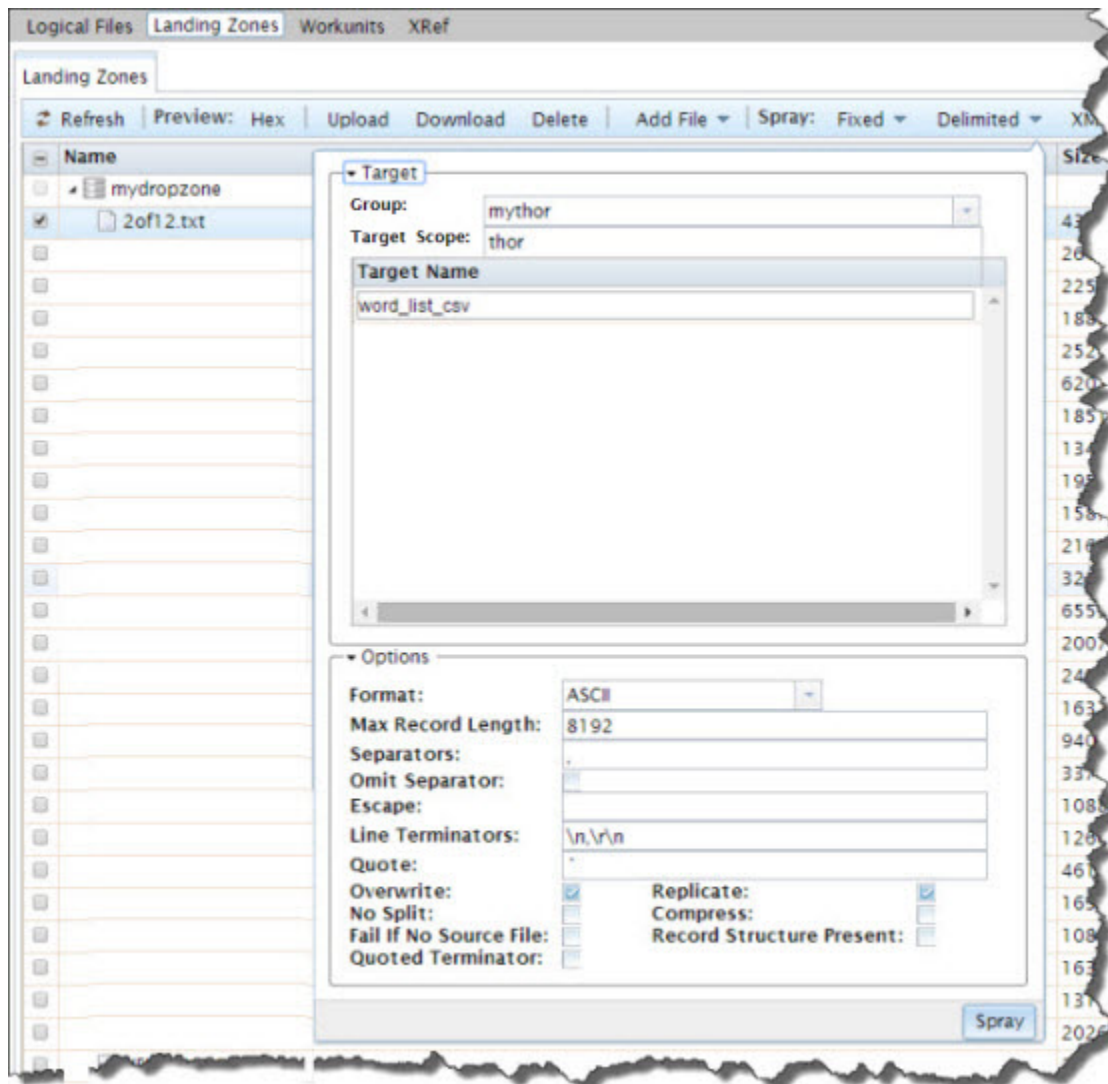 Logical Files Landing Zones Workunits XRef
Landing Zones
Refresh Preview: Hex Upload Download Delete Add File Spray: Fixed Delimited
Name
mydropzone
2of12.txt
Target
Group: mythor
Target Scope: thor
Target Name
word_list_csv
Options
Format: ASCII
Max Record Length: 8192
Separators: ,
Omit Separator:
Escape:
Line Terminators: \n,\r\n
Quote: '
Overwrite: Replicate:
No Split: Compress:
Fail If No Source File: Record Structure Present:
Quoted Terminator:
Spray